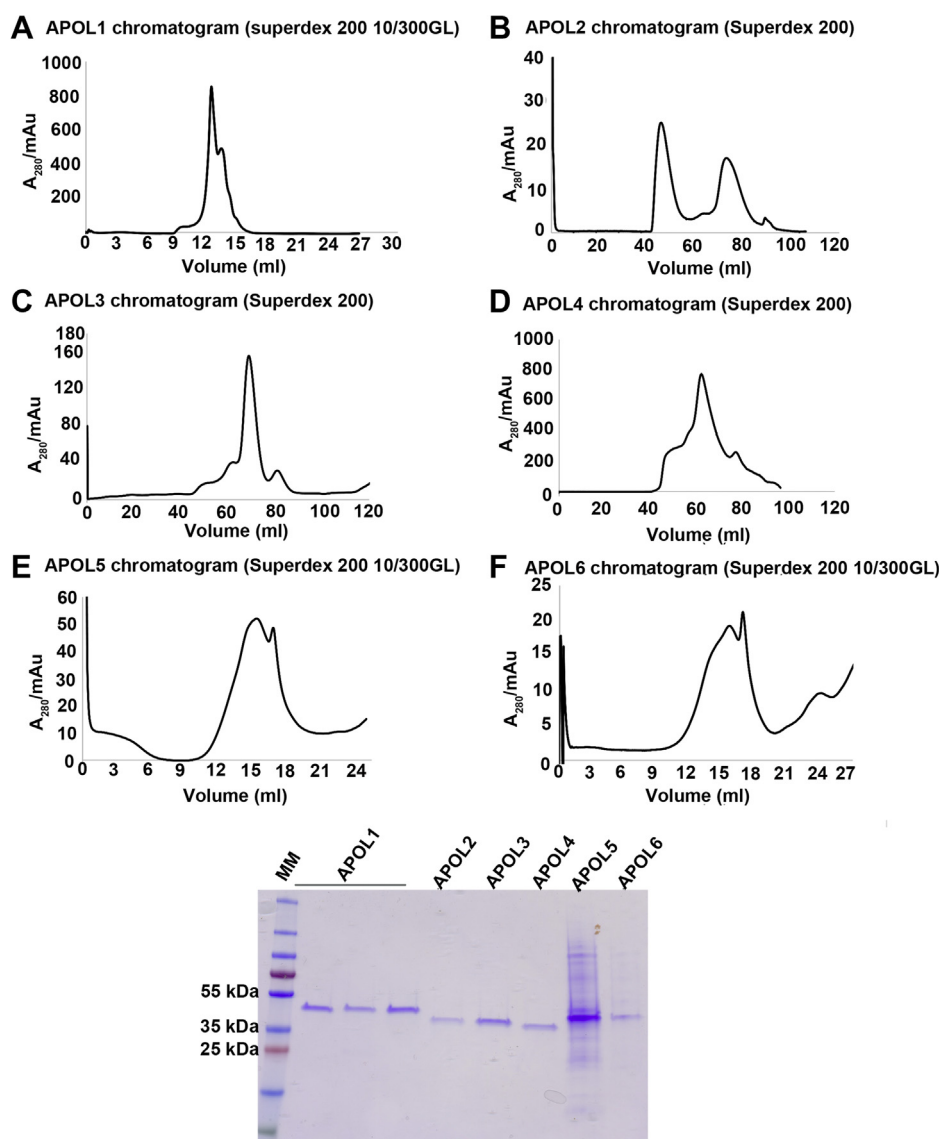 A APOL1 chromatogram (superdex 200 10/300GL)
1000
800
600
400
200
A280/mAu
0 3 6 9 12 15 18 21 24 27 30
Volume (ml)
B APOL2 chromatogram (Superdex 200)
40
30
20
10
0
A280/mAu
0 20 40 60 80 100 120
Volume (ml)
C APOL3 chromatogram (Superdex 200)
180
160
120
80
40
0
A280/mAu
0 20 40 60 80 100 120
Volume (ml)
D APOL4 chromatogram (Superdex 200)
1000
800
600
400
200
0
A280/mAu
0 20 40 60 80 100 120
Volume (ml)
E APOL5 chromatogram (Superdex 200 10/300GL)
60
50
40
30
20
10
0
A280/mAu
0 3 6 9 12 15 18 21 24
Volume (ml)
F APOL6 chromatogram (Superdex 200 10/300GL)
25
20
15
10
5
0
A280/mAu
0 3 6 9 12 15 18 21 24 27
Volume (ml)
MM APOL1 APOL2 APOL3 APOL4 APOL5 APOL6
55 kDa
35 kDa
25 kDa